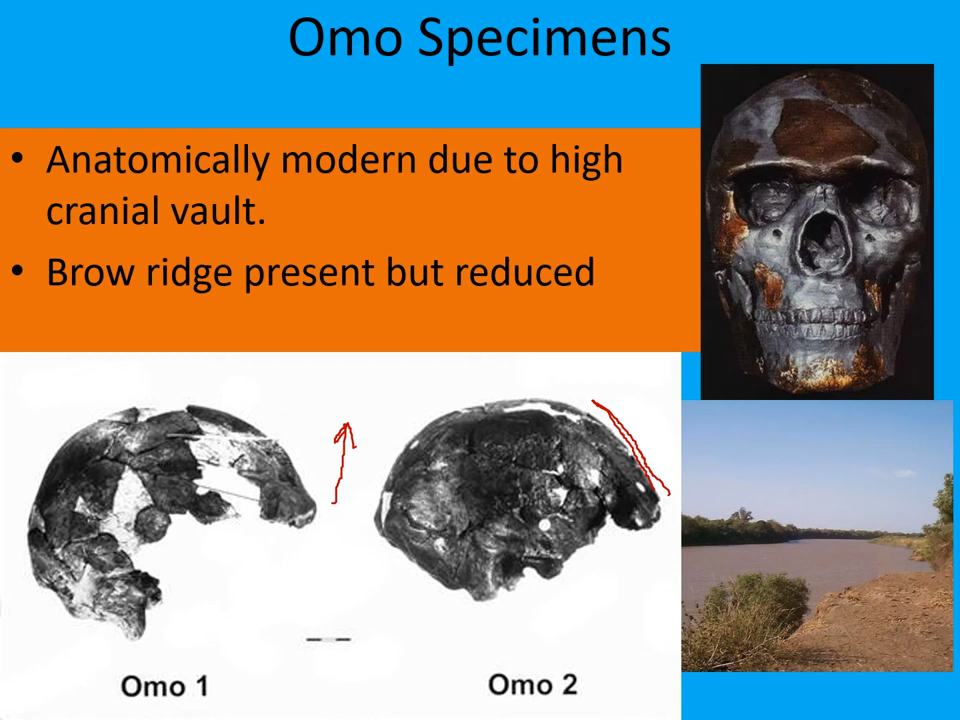 Omo Specimens
• Anatomically modern due to high
cranial vault.
• Brow ridge present but reduced
Omo 1
Omo 2